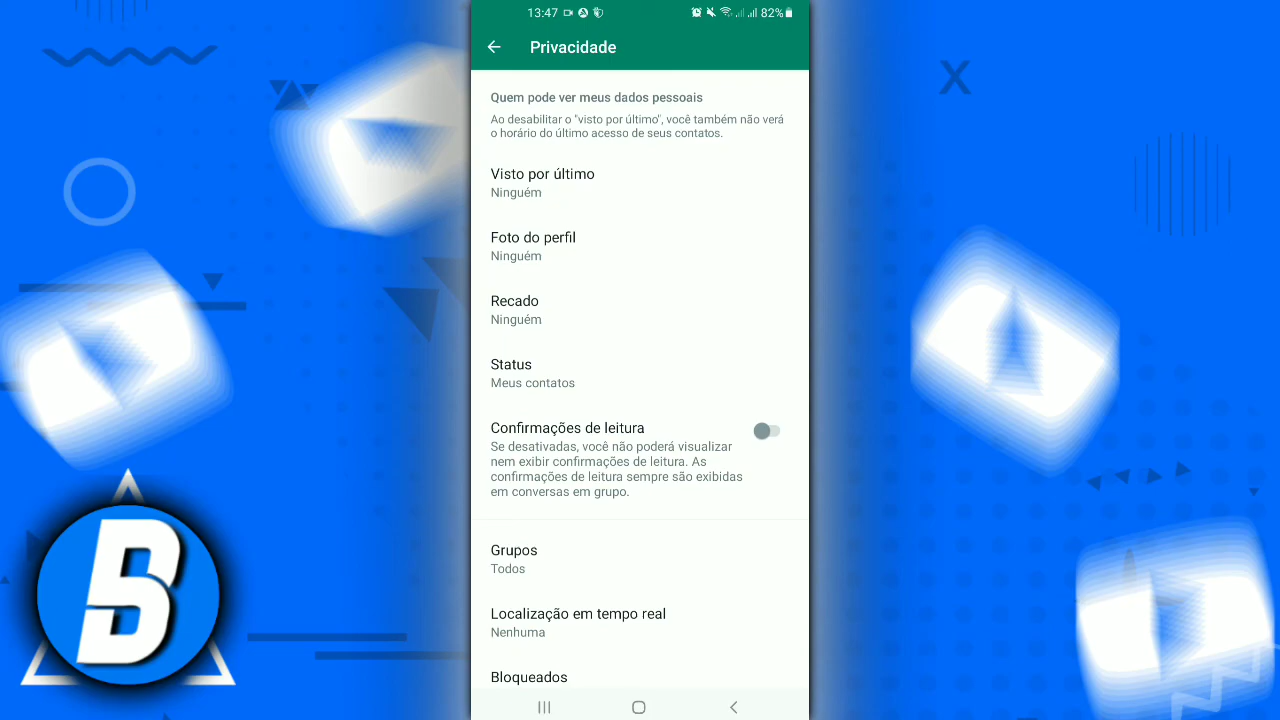 13:47
82%
Privacidade
Quem pode ver meus dados pessoais
Ao desabilitar o "visto por último", você também não verá
o horário do último acesso de seus contatos.
Visto por último
Ninguém
Foto do perfil
Ninguém
Recado
Ninguém
Status
Meus contatos
Confirmações de leitura
Se desativadas, você não poderá visualizar
nem exibir confirmações de leitura. As
confirmações de leitura sempre são exibidas
em conversas em grupo.
Grupos
Todos
Localização em tempo real
Nenhuma
Bloqueados
B